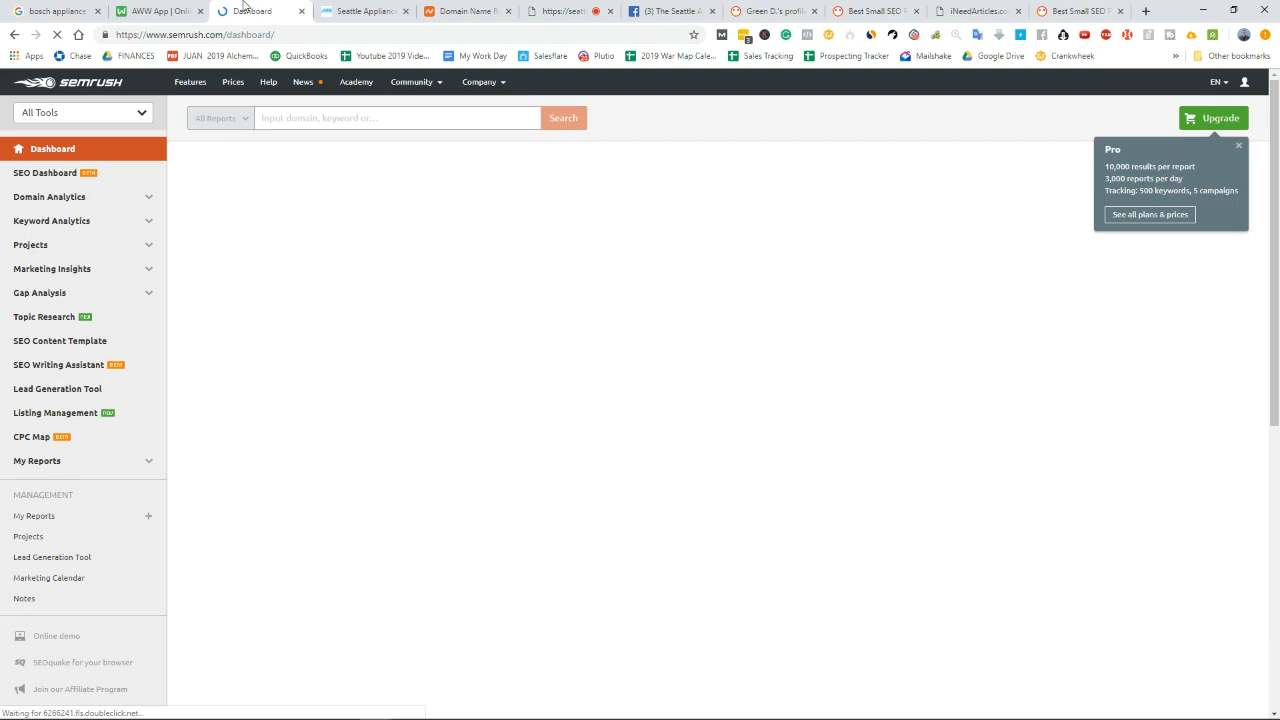 bosch appliance
AWW App | Onli
Dashboard
Seattle Applianc
Domain Name R
https://seatt
(3) The Seattle A
Green D.'s profil
Best Small SEO P
iNeedArticles.co
Best Small SEO P
https://www.semrush.com/dashboard/
3
Apps
Chase
FINANCES
JUAN 2019 Alchem...
QuickBooks
Youtube 2019 Vide...
My Work Day
Salesflare
Plutio
2019 War Map Cale...
Sales Tracking
Prospecting Tracker
Mailshake
Google Drive
Crankwheek
»
Other bookmarks
SEMRUSH
Features
Prices
Help
News
Academy
Community
Company
EN
All Tools
All Reports
Input domain, keyword or...
Search
Upgrade
Dashboard
Pro
10,000 results per report
3,000 reports per day
Tracking: 500 keywords, 5 campaigns
See all plans & prices
SEO Dashboard BETA
Domain Analytics
Keyword Analytics
Projects
Marketing Insights
Gap Analysis
Topic Research NEW
SEO Content Template
SEO Writing Assistant BETA
Lead Generation Tool
Listing Management NEW
CPC Map BETA
My Reports
MANAGEMENT
My Reports
Projects
Lead Generation Tool
Marketing Calendar
Notes
Online demo
SEOquake for your browser
Join our Affiliate Program
Waiting for 6266241.fls.doubleclick.net...